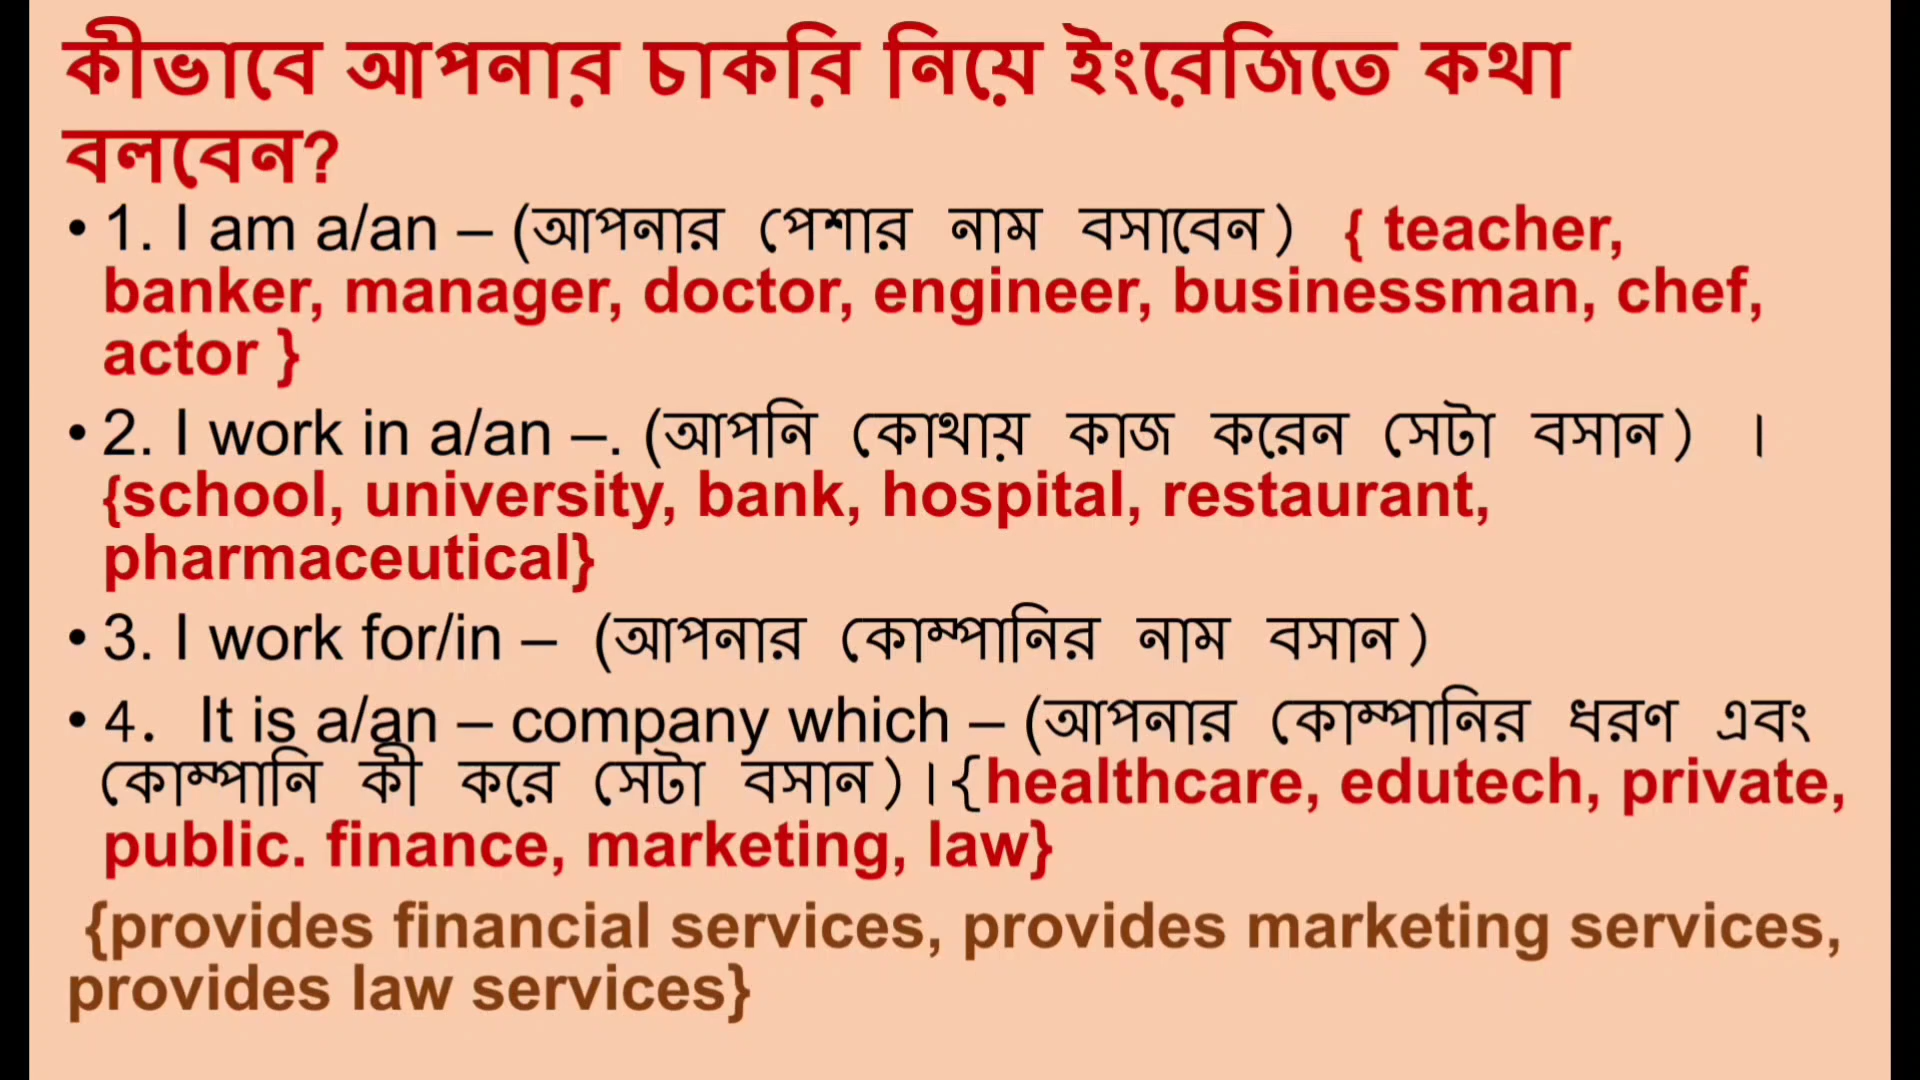 কীভাবে আপনার চাকরি নিয়ে ইংরেজিতে কথা
বলবেন?
• 1. I am a/an – (আপনার পেশার নাম বসাবেন) { teacher,
banker, manager, doctor, engineer, businessman, chef,
actor }
• 2. I work in a/an –. (আপনি কোথায় কাজ করেন সেটা বসান) ।
{school, university, bank, hospital, restaurant,
pharmaceutical}
• 3. I work for/in – (আপনার কোম্পানির নাম বসান)
• 4. It is a/an – company which – (আপনার কোম্পানির ধরণ এবং
কোম্পানি কী করে সেটা বসান)।{healthcare, edutech, private,
public. finance, marketing, law}
{provides financial services, provides marketing services,
provides law services}